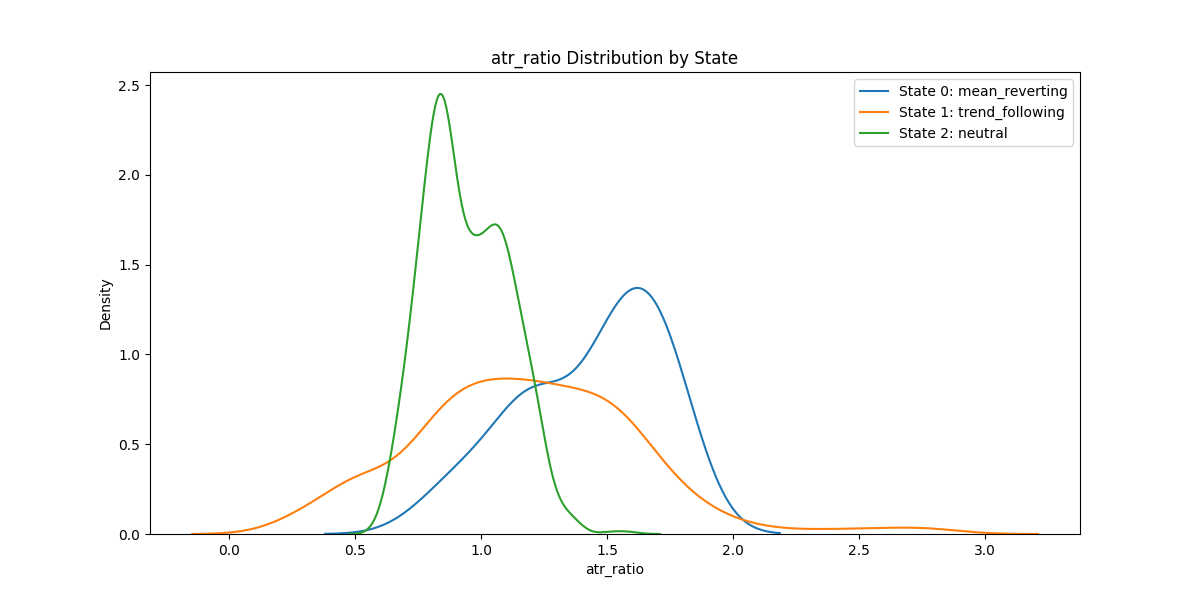 atr_ratio Distribution by State
State 0: mean_reverting
State 1: trend_following
State 2: neutral
Density
2.5
2.0
1.5
1.0
0.5
0.0
0.0 0.5 1.0 1.5 2.0 2.5 3.0
atr_ratio